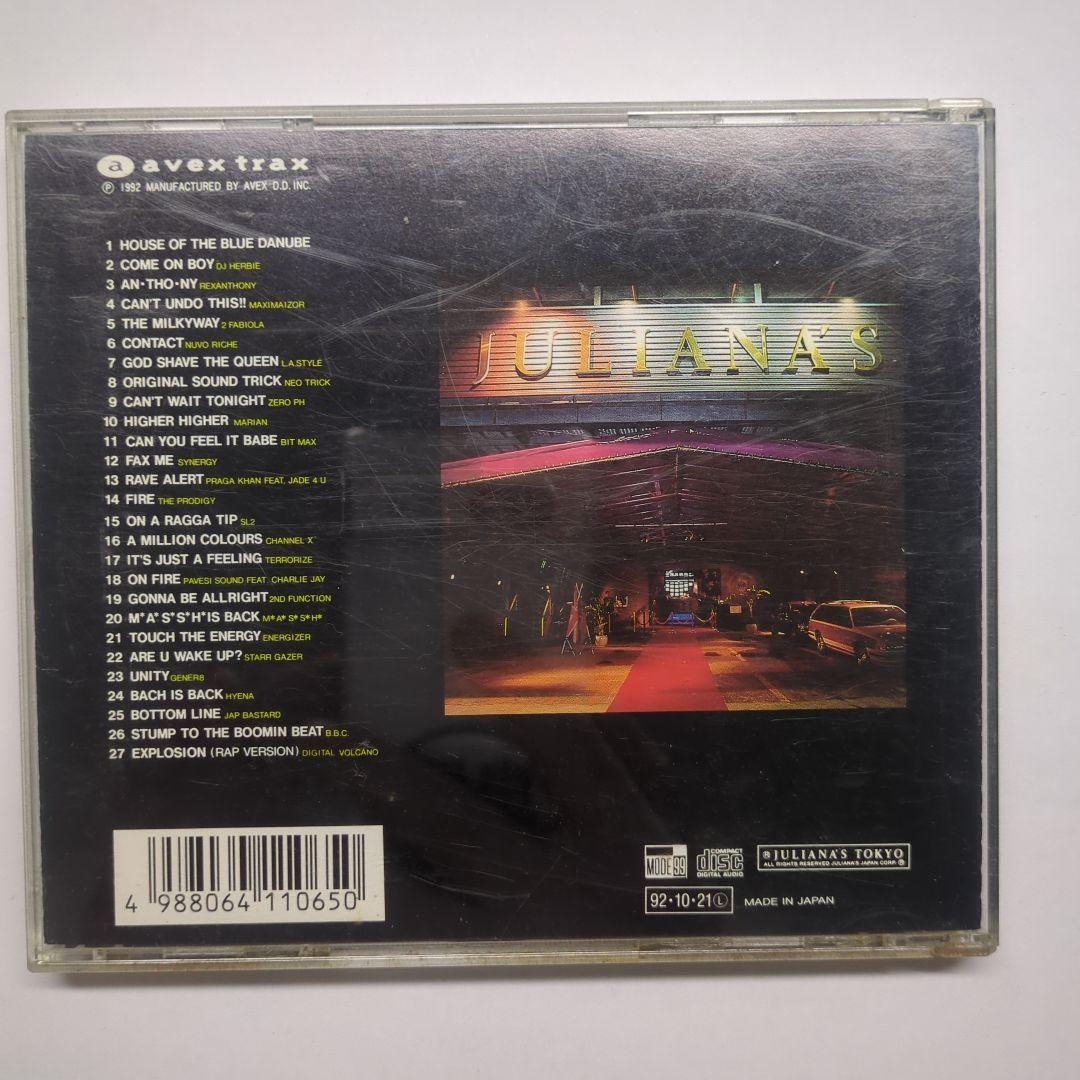 a avex trax
Ⓟ 1992 MANUFACTURED BY AVEX D.D. INC.
1 HOUSE OF THE BLUE DANUBE
2 COME ON BOY DJ HERBIE
3 AN•THO•NY REXANTHONY
4 CAN'T UNDO THIS!! MAXIMAIZOR
5 THE MILKYWAY 2 FABIOLA
6 CONTACT NUVO RICHE
7 GOD SHAVE THE QUEEN L.A.STYLE
8 ORIGINAL SOUND TRICK NEO TRICK
9 CAN'T WAIT TONIGHT ZERO PH
10 HIGHER HIGHER MARIAN
11 CAN YOU FEEL IT BABE BIT MAX
12 FAX ME SYNERGY
13 RAVE ALERT PRAGA KHAN FEAT. JADE 4 U
14 FIRE THE PRODIGY
15 ON A RAGGA TIP SL2
16 A MILLION COLOURS CHANNEL X
17 IT'S JUST A FEELING TERRORIZE
18 ON FIRE PAVESI SOUND FEAT. CHARLIE JAY
19 GONNA BE ALLRIGHT 2ND FUNCTION
20 M*A*S*S*H*IS BACK M*A*S*S*H*
21 TOUCH THE ENERGY ENERGIZER
22 ARE U WAKE UP? STARR GAZER
23 UNITY GENER8
24 BACH IS BACK HYENA
25 BOTTOM LINE JAP BASTARD
26 STUMP TO THE BOOMIN BEAT B.B.C.
27 EXPLOSION (RAP VERSION) DIGITAL VOLCANO
JULIANA'S
4 988064 110650
MODE 99
COMPACT
disc
DIGITAL AUDIO
Ⓡ JULIANA'S TOKYO
ALL RIGHTS RESERVED JULIANA'S JAPAN CORP. Ⓡ
92•10•21 Ⓛ
MADE IN JAPAN